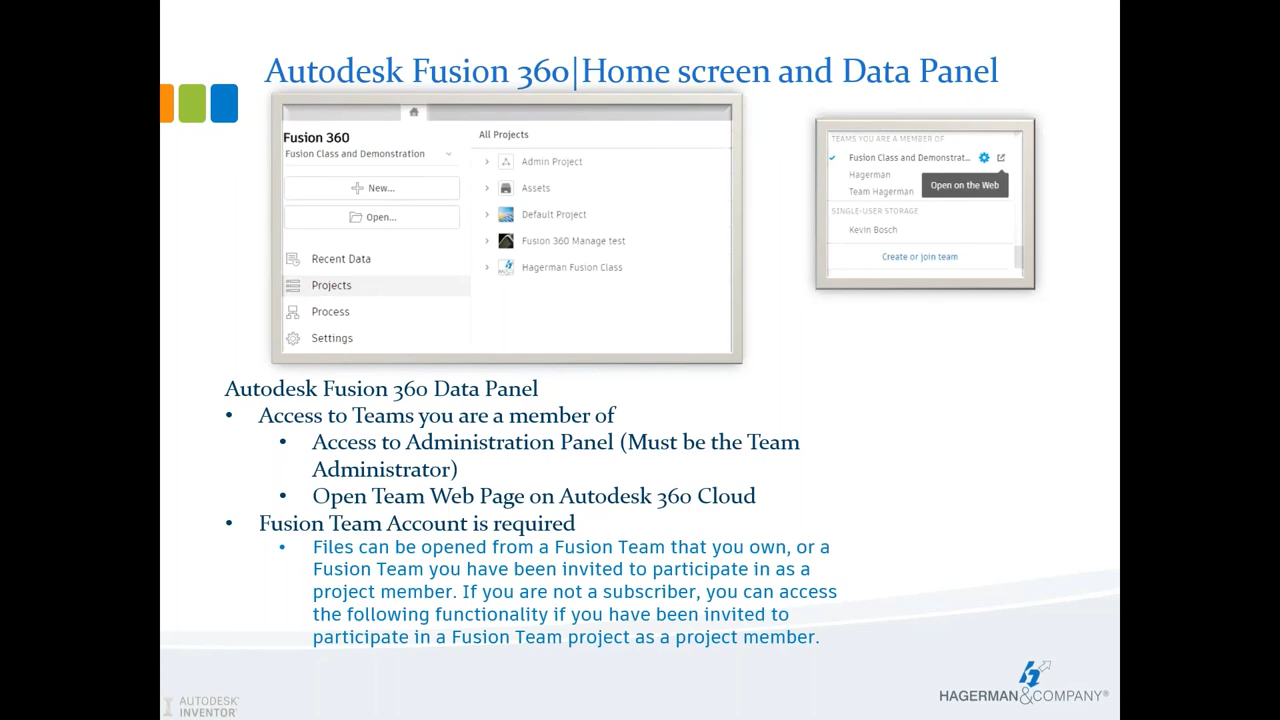 Autodesk Fusion 360|Home screen and Data Panel
Fusion 360
Fusion Class and Demonstration
New...
Open...
Recent Data
Projects
Process
Settings
All Projects
Admin Project
Assets
Default Project
Fusion 360 Manage test
Hagerman Fusion Class
TEAMS YOU ARE A MEMBER OF
Fusion Class and Demonstrat...
Hagerman
Team Hagerman
Open on the Web
SINGLE-USER STORAGE
Kevin Bosch
Create or join team
Autodesk Fusion 360 Data Panel
• Access to Teams you are a member of
• Access to Administration Panel (Must be the Team
Administrator)
• Open Team Web Page on Autodesk 360 Cloud
• Fusion Team Account is required
• Files can be opened from a Fusion Team that you own, or a
Fusion Team you have been invited to participate in as a
project member. If you are not a subscriber, you can access
the following functionality if you have been invited to
participate in a Fusion Team project as a project member.
AUTODESK
INVENTOR
HAGERMAN&COMPANY®